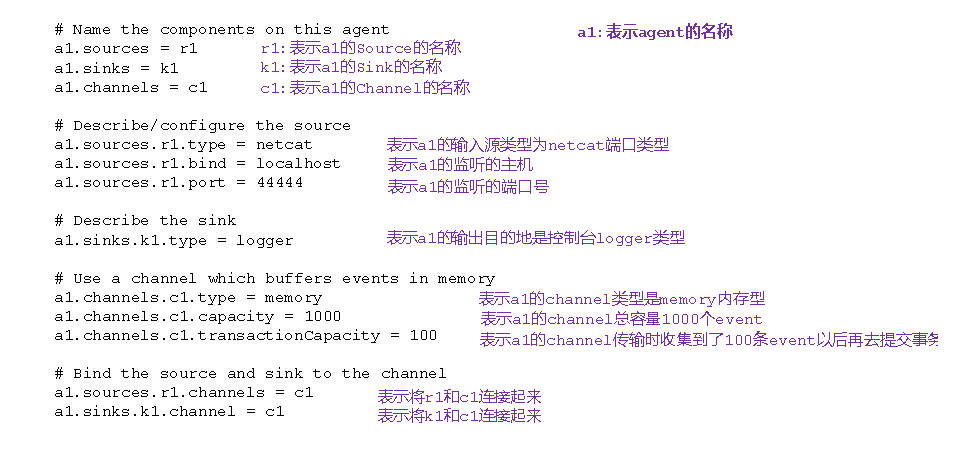 # Name the components on this agent a1:表示agent的名称
a1.sources = r1 r1:表示a1的Source的名称
a1.sinks = k1 k1:表示a1的Sink的名称
a1.channels = c1 c1:表示a1的Channel的名称
# Describe/configure the source
a1.sources.r1.type = netcat 表示a1的输入源类型为netcat端口类型
a1.sources.r1.bind = localhost 表示a1的监听的主机
a1.sources.r1.port = 44444 表示a1的监听的端口号
# Describe the sink
a1.sinks.k1.type = logger 表示a1的输出目的地是控制台logger类型
# Use a channel which buffers events in memory
a1.channels.c1.type = memory 表示a1的channel类型是memory内存型
a1.channels.c1.capacity = 1000 表示a1的channel总容量1000个event
a1.channels.c1.transactionCapacity = 100 表示a1的channel传输时收集到了100条event以后再去提交事务
# Bind the source and sink to the channel
a1.sources.r1.channels = c1 表示将r1和c1连接起来
a1.sinks.k1.channel = c1 表示将k1和c1连接起来